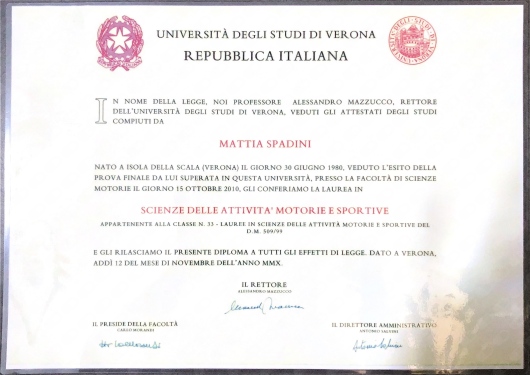 UNIVERSITÀ DEGLI STUDI DI VERONA
REPUBBLICA ITALIANA
IN NOME DELLA LEGGE, NOI PROFESSORE ALESSANDRO MAZZUCCO, RETTORE
DELL'UNIVERSITÀ DEGLI STUDI DI VERONA, VEDUTI GLI ATTESTATI DEGLI STUDI
COMPIUTI DA
MATTIA SPADINI
NATO A ISOLA DELLA SCALA (VERONA) IL GIORNO 30 GIUGNO 1980, VEDUTO L'ESITO DELLA
PROVA FINALE DA LUI SUPERATA IN QUESTA UNIVERSITÀ, PRESSO LA FACOLTÀ DI SCIENZE
MOTORIE IL GIORNO 15 OTTOBRE 2010, GLI CONFERIAMO LA LAUREA IN
SCIENZE DELLE ATTIVITA' MOTORIE E SPORTIVE
APPARTENENTE ALLA CLASSE N. 33 - LAUREE IN SCIENZE DELLE ATTIVITÀ MOTORIE E SPORTIVE DEL
D.M. 509/99
E GLI RILASCIAMO IL PRESENTE DIPLOMA A TUTTI GLI EFFETTI DI LEGGE. DATO A VERONA,
ADDÌ 12 DEL MESE DI NOVEMBRE DELL'ANNO MMX.
IL RETTORE
ALESSANDRO MAZZUCCO
IL PRESIDE DELLA FACOLTÀ
CARLO MORANDI
IL DIRETTORE AMMINISTRATIVO
ANTONIO SALVINI